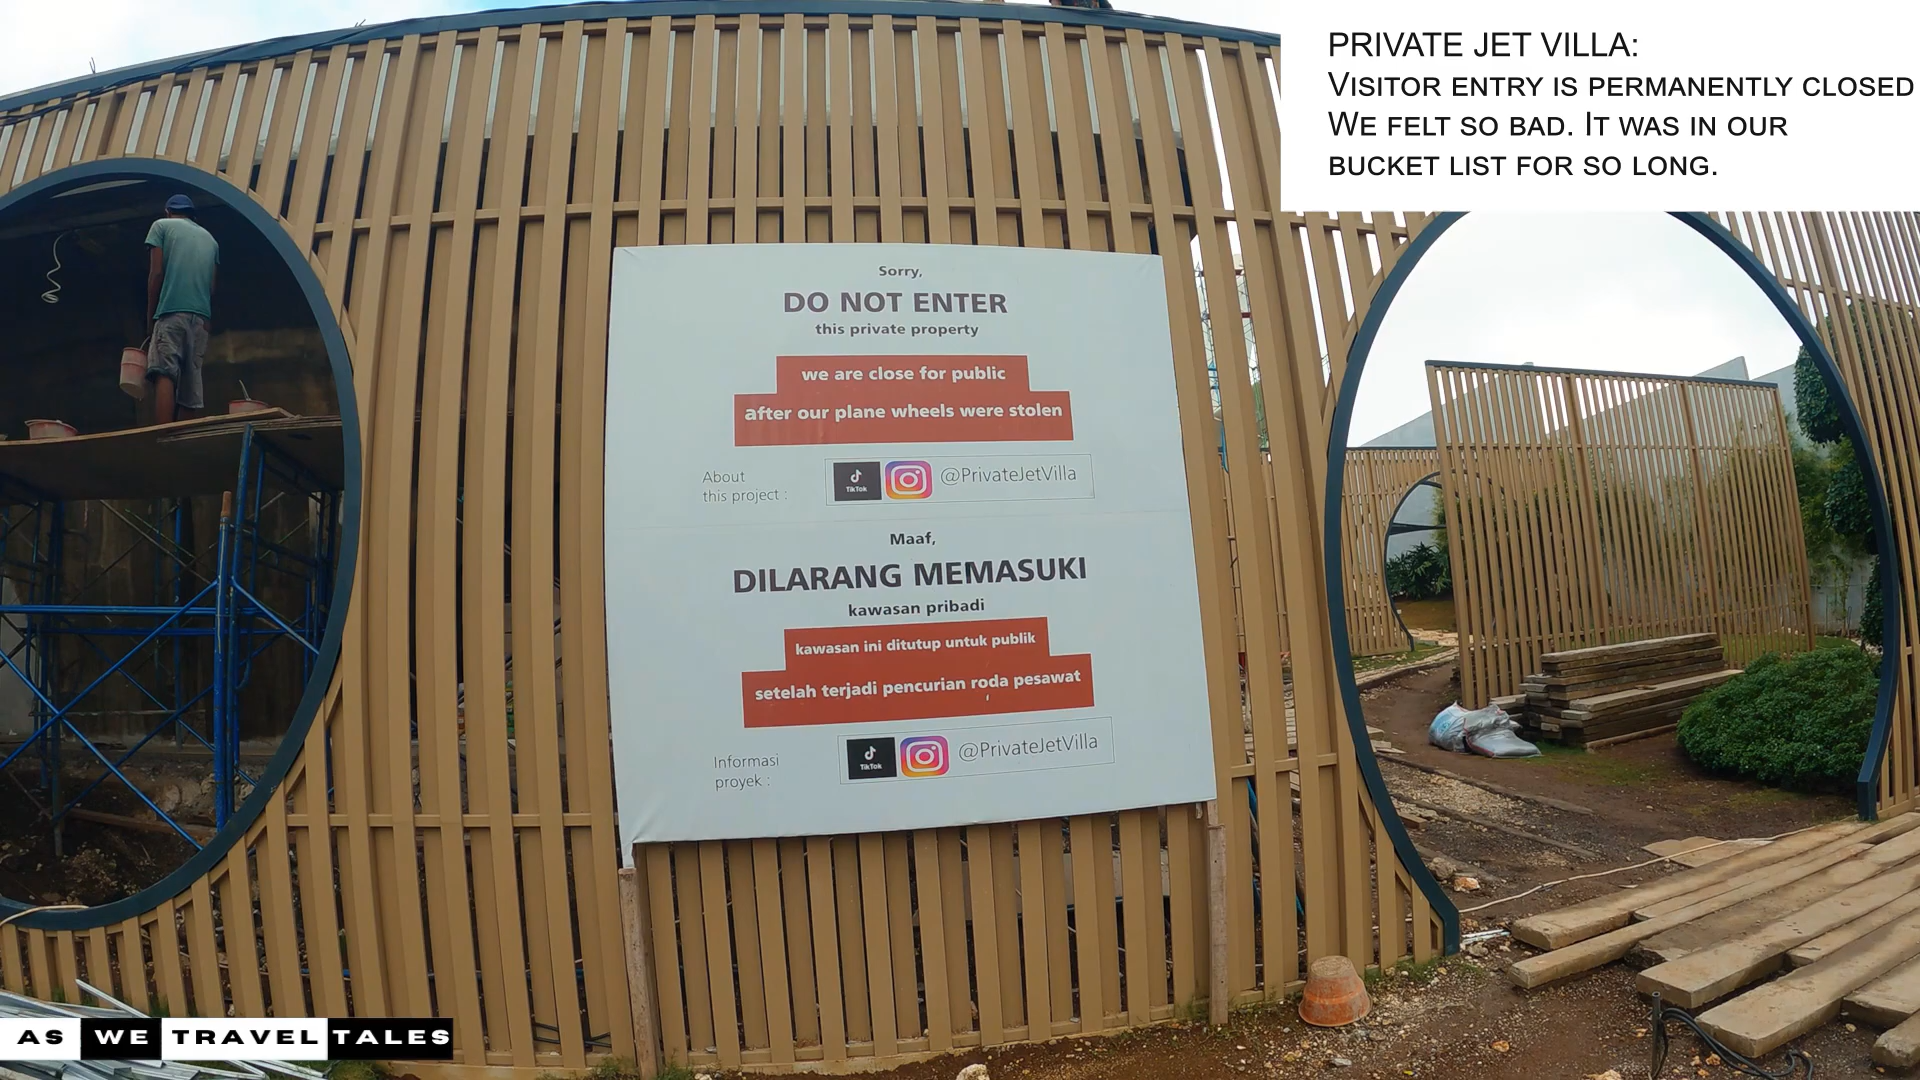 PRIVATE JET VILLA:
VISITOR ENTRY IS PERMANENTLY CLOSED
WE FELT SO BAD. IT WAS IN OUR
BUCKET LIST FOR SO LONG.
Sorry,
DO NOT ENTER
this private property
we are close for public
after our plane wheels were stolen
About
this project :
TikTok
@PrivateJetVilla
Maaf,
DILARANG MEMASUKI
kawasan pribadi
kawasan ini ditutup untuk publik
setelah terjadi pencurian roda pesawat
Informasi
proyek :
TikTok
@PrivateJetVilla
AS WE TRAVEL TALES